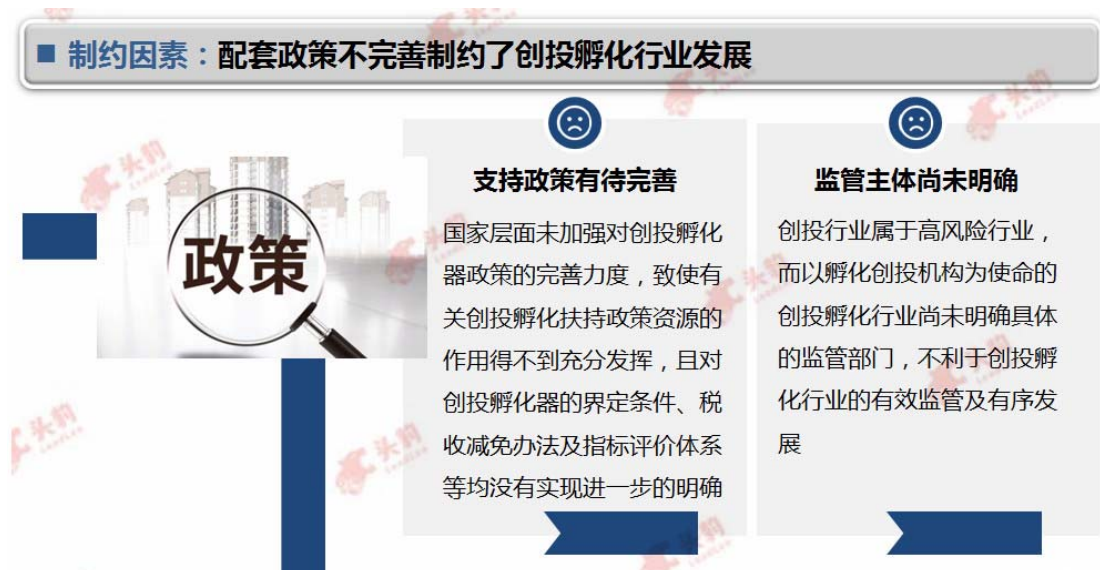 ■ 制约因素：配套政策不完善制约了创投孵化行业发展
政策
支持政策有待完善
国家层面未加强对创投孵化
器政策的完善力度，致使有
关创投孵化扶持政策资源的
作用得不到充分发挥，且对
创投孵化器的界定条件、税
收减免办法及指标评价体系
等均没有实现进一步的明确
监管主体尚未明确
创投行业属于高风险行业，
而以孵化创投机构为使命的
创投孵化行业尚未明确具体
的监管部门，不利于创投孵
化行业的有效监管及有序发
展
头豹
LeadLeo